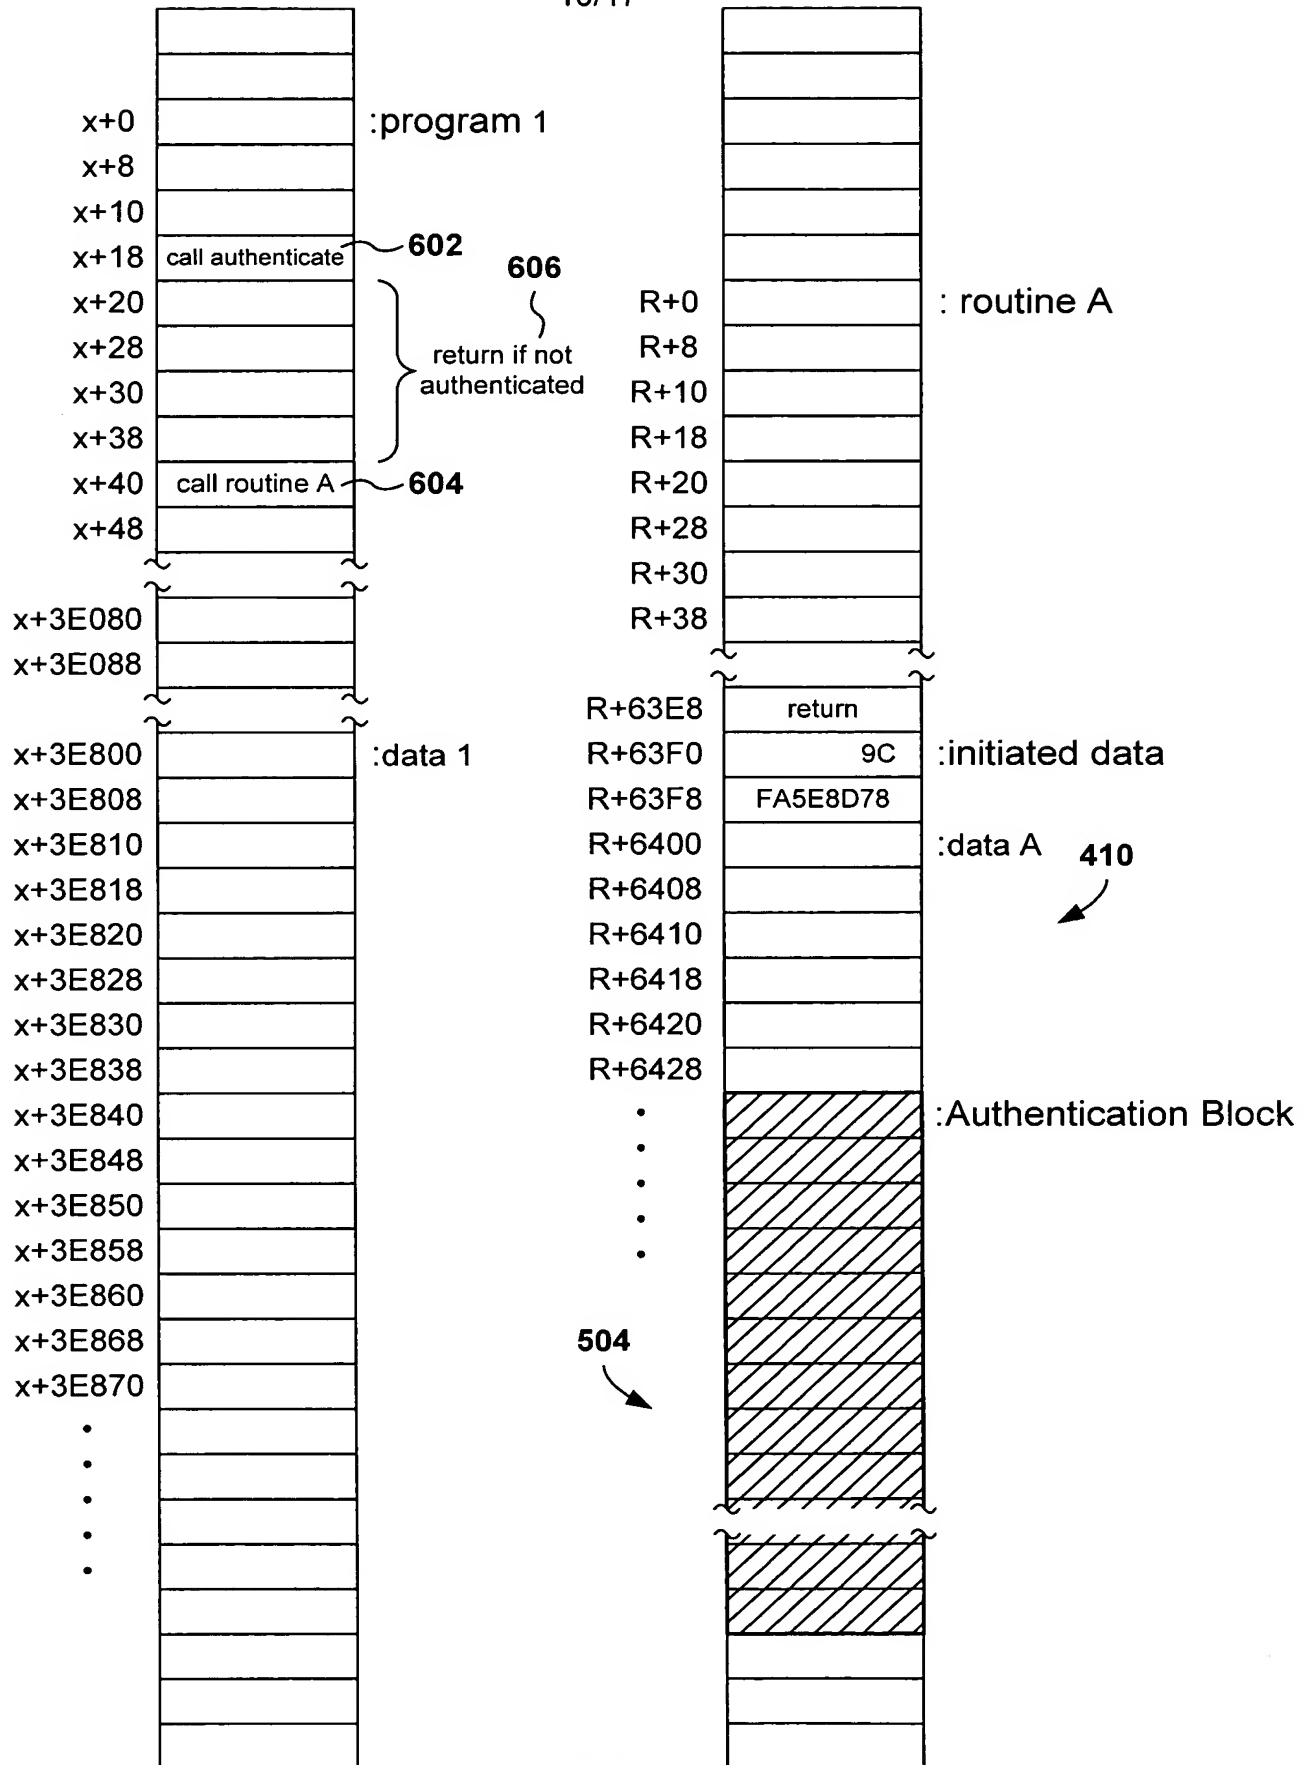 x+0 :program 1
x+8
x+10
x+18 call authenticate 602
606
x+20
x+28 return if not
x+30 authenticated
x+38
x+40 call routine A 604
x+48
x+3E080
x+3E088
x+3E800 :data 1
x+3E808
x+3E810
x+3E818
x+3E820
x+3E828
x+3E830
x+3E838
x+3E840
x+3E848
x+3E850
x+3E858
x+3E860
x+3E868
x+3E870
R+0 : routine A
R+8
R+10
R+18
R+20
R+28
R+30
R+38
R+63E8 return
R+63F0 9C :initiated data
R+63F8 FA5E8D78
R+6400 :data A 410
R+6408
R+6410
R+6418
R+6420
R+6428
:Authentication Block
504